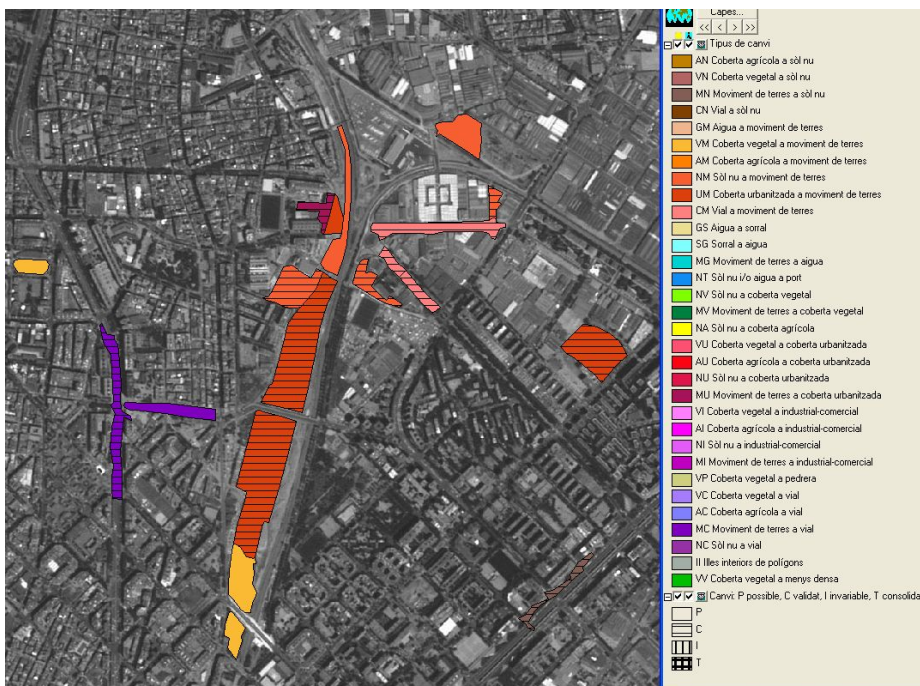 Capes...
<< < > >>
Tipus de canvi
AN Coberta agrícola a sòl nu
VN Coberta vegetal a sòl nu
MN Moviment de terres a sòl nu
CN Vial a sòl nu
GM Aigua a moviment de terres
VM Coberta vegetal a moviment de terres
AM Coberta agrícola a moviment de terres
NM Sòl nu a moviment de terres
UM Coberta urbanitzada a moviment de terres
CM Vial a moviment de terres
GS Aigua a sorral
SG Sorral a aigua
MG Moviment de terres a aigua
NT Sòl nu i/o aigua a port
NV Sòl nu a coberta vegetal
MV Moviment de terres a coberta vegetal
NA Sòl nu a coberta agrícola
VU Coberta vegetal a coberta urbanitzada
AU Coberta agrícola a coberta urbanitzada
NU Sòl nu a coberta urbanitzada
MU Moviment de terres a coberta urbanitzada
VI Coberta vegetal a industrial-comercial
AI Coberta agrícola a industrial-comercial
NI Sòl nu a industrial-comercial
MI Moviment de terres a industrial-comercial
VP Coberta vegetal a pedrera
VC Coberta vegetal a vial
AC Coberta agrícola a vial
MC Moviment de terres a vial
NC Sòl nu a vial
II Illes interiors de polígons
VV Coberta vegetal a menys densa
Canvi: P possible, C validat, I invariable, T consolida
P
C
I
T